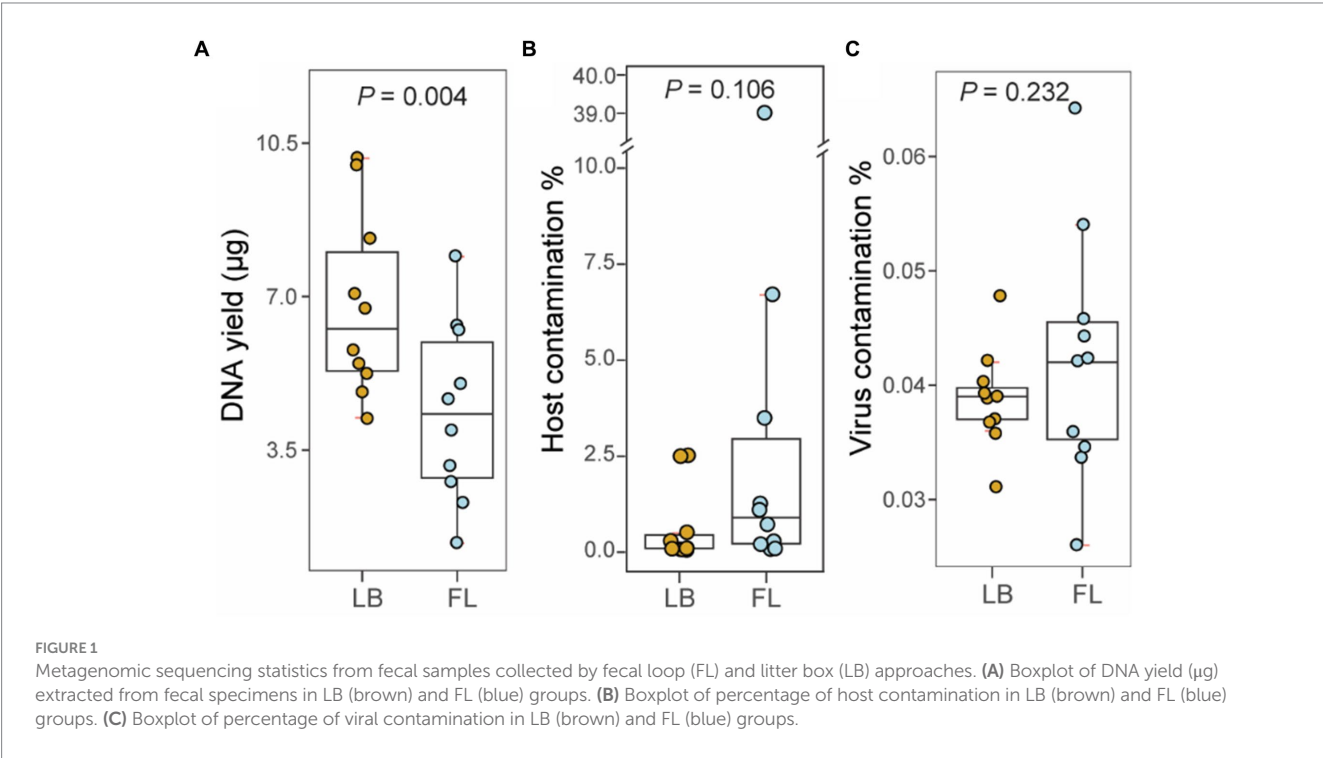 A
B
C
P = 0.004
P = 0.106
P = 0.232
DNA yield (µg)
10.5
7.0
3.5
LB
FL
Host contamination %
40.0
39.0
10.0
7.5
5.0
2.5
0.0
LB
FL
Virus contamination %
0.06
0.05
0.04
0.03
LB
FL
FIGURE 1
Metagenomic sequencing statistics from fecal samples collected by fecal loop (FL) and litter box (LB) approaches. (A) Boxplot of DNA yield (μg)
extracted from fecal specimens in LB (brown) and FL (blue) groups. (B) Boxplot of percentage of host contamination in LB (brown) and FL (blue)
groups. (C) Boxplot of percentage of viral contamination in LB (brown) and FL (blue) groups.